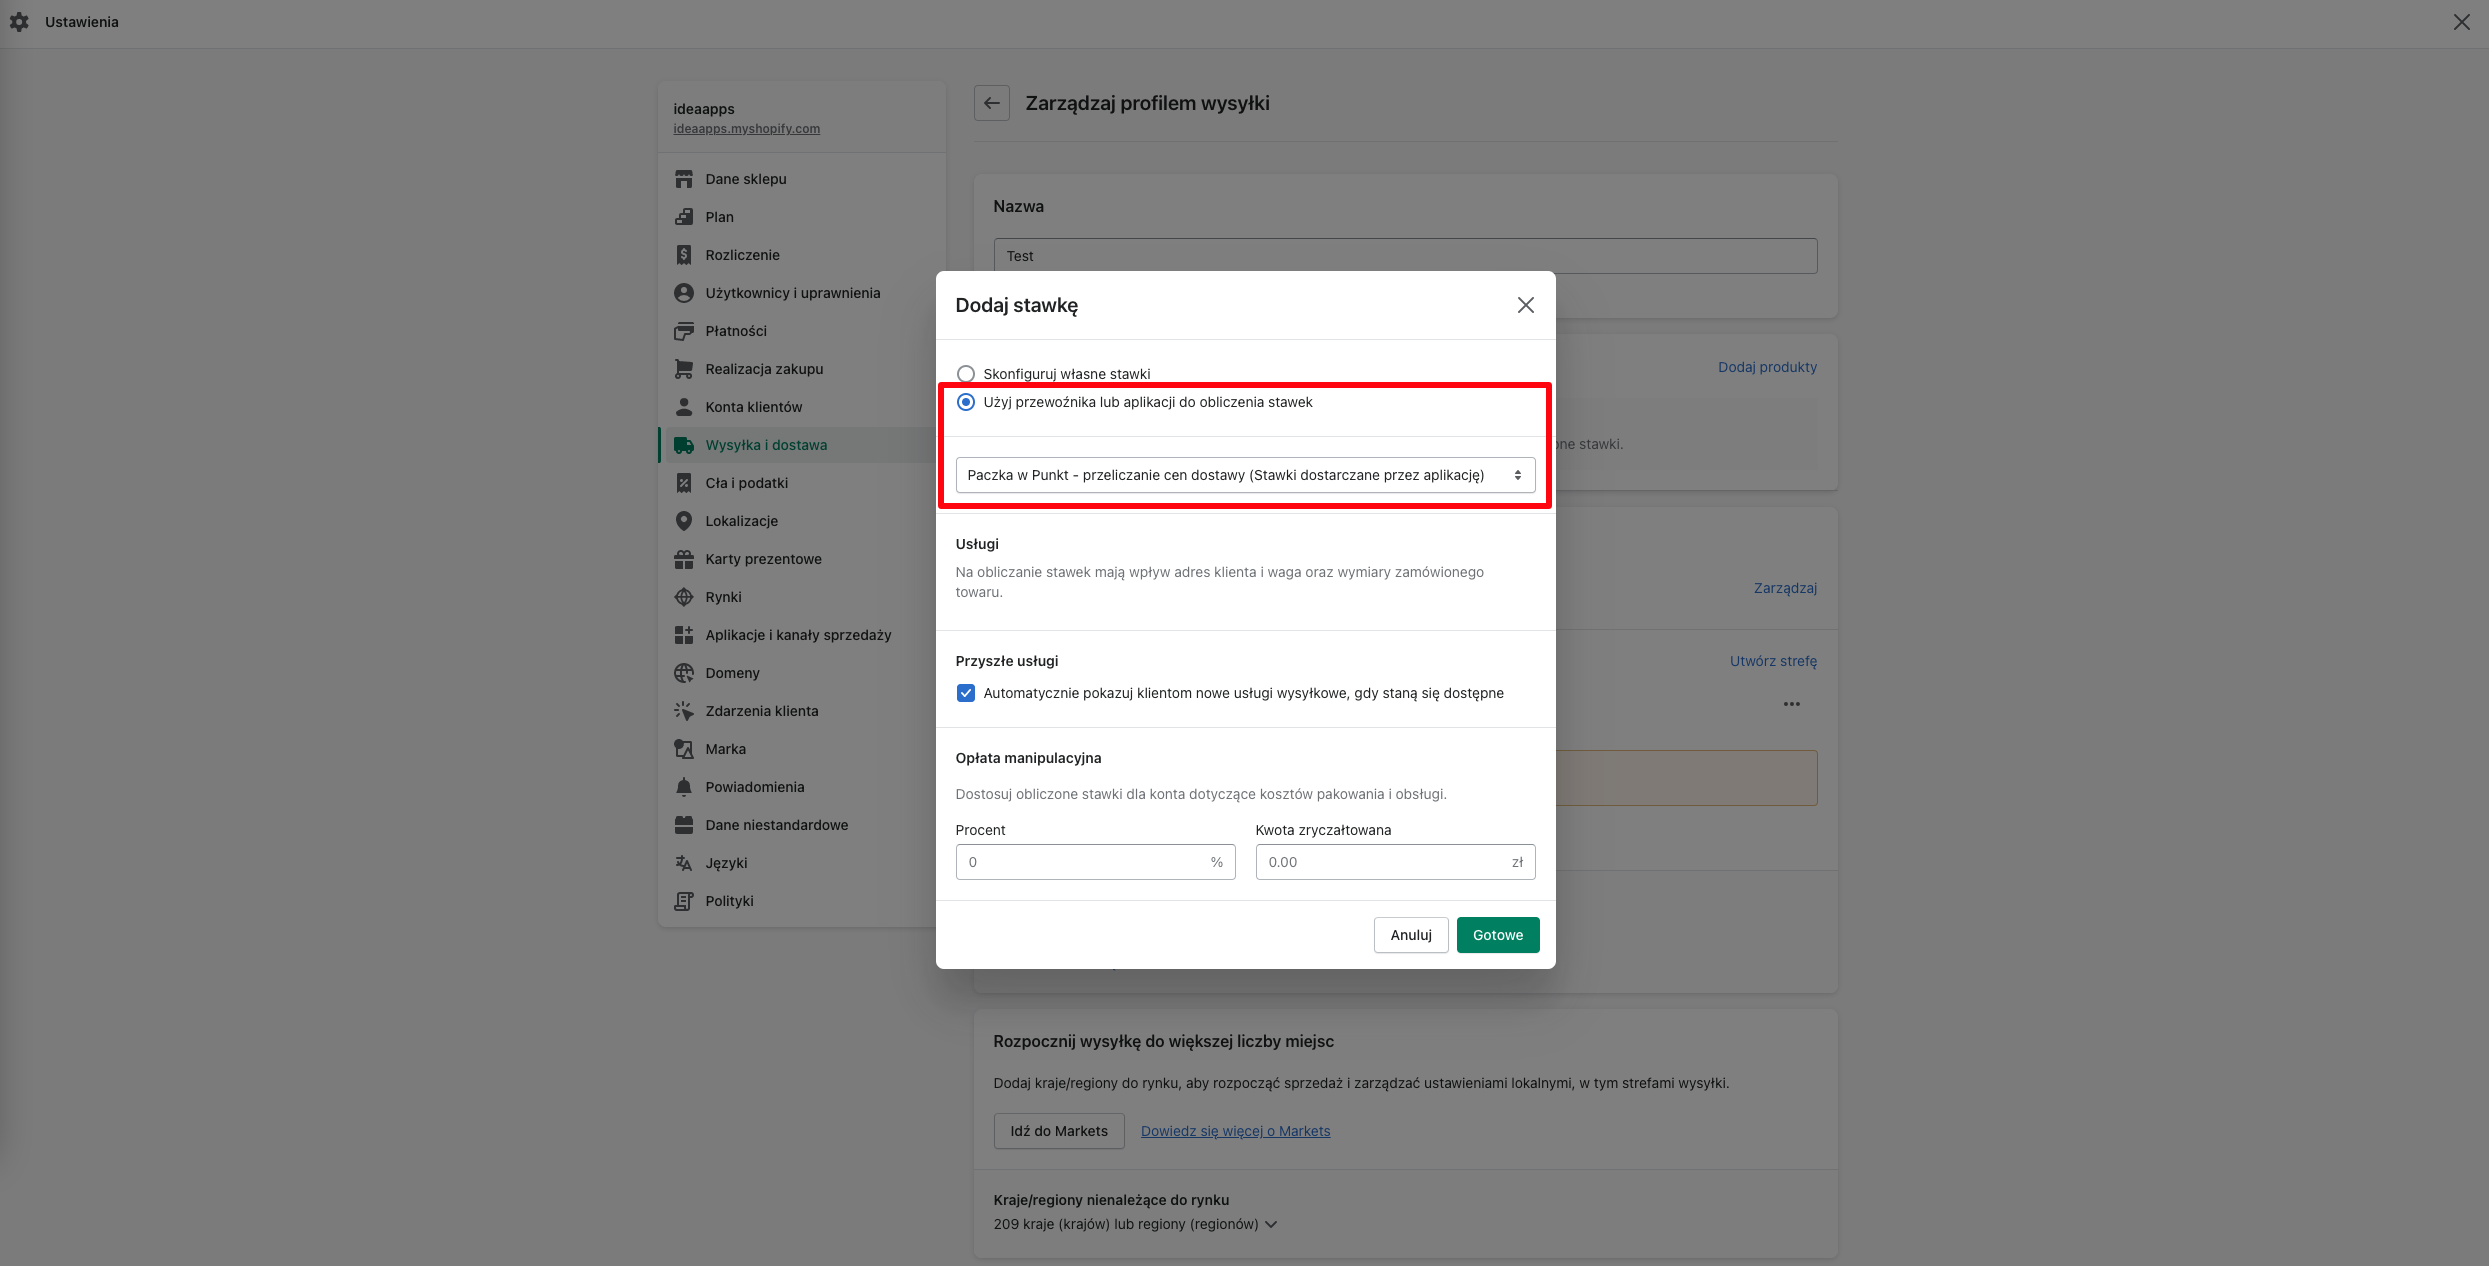 Ustawienia
ideaapps
ideaapps.myshopify.com
Dane sklepu
Plan
Rozliczenie
Użytkownicy i uprawnienia
Płatności
Realizacja zakupu
Konta klientów
Wysyłka i dostawa
Cła i podatki
Lokalizacje
Karty prezentowe
Rynki
Aplikacje i kanały sprzedaży
Domeny
Zdarzenia klienta
Marka
Powiadomienia
Dane niestandardowe
Języki
Polityki
Zarządzaj profilem wysyłki
Nazwa
Test
Dodaj produkty
stawki.
Zarządzaj
Utwórz strefę
Dodaj stawkę
Skonfiguruj własne stawki
Użyj przewoźnika lub aplikacji do obliczenia stawek
Paczka w Punkt - przeliczanie cen dostawy (Stawki dostarczane przez aplikację)
Usługi
Na obliczanie stawek mają wpływ adres klienta i waga oraz wymiary zamówionego
towaru.
Przyszłe usługi
Automatycznie pokazuj klientom nowe usługi wysyłkowe, gdy staną się dostępne
Opłata manipulacyjna
Dostosuj obliczone stawki dla konta dotyczące kosztów pakowania i obsługi.
Procent Kwota zryczałtowana
0 % 0.00 zł
Anuluj Gotowe
Rozpocznij wysyłkę do większej liczby miejsc
Dodaj kraje/regiony do rynku, aby rozpocząć sprzedaż i zarządzać ustawieniami lokalnymi, w tym strefami wysyłki.
Idź do Markets Dowiedz się więcej o Markets
Kraje/regiony nienależące do rynku
209 kraje (krajów) lub regiony (regionów)